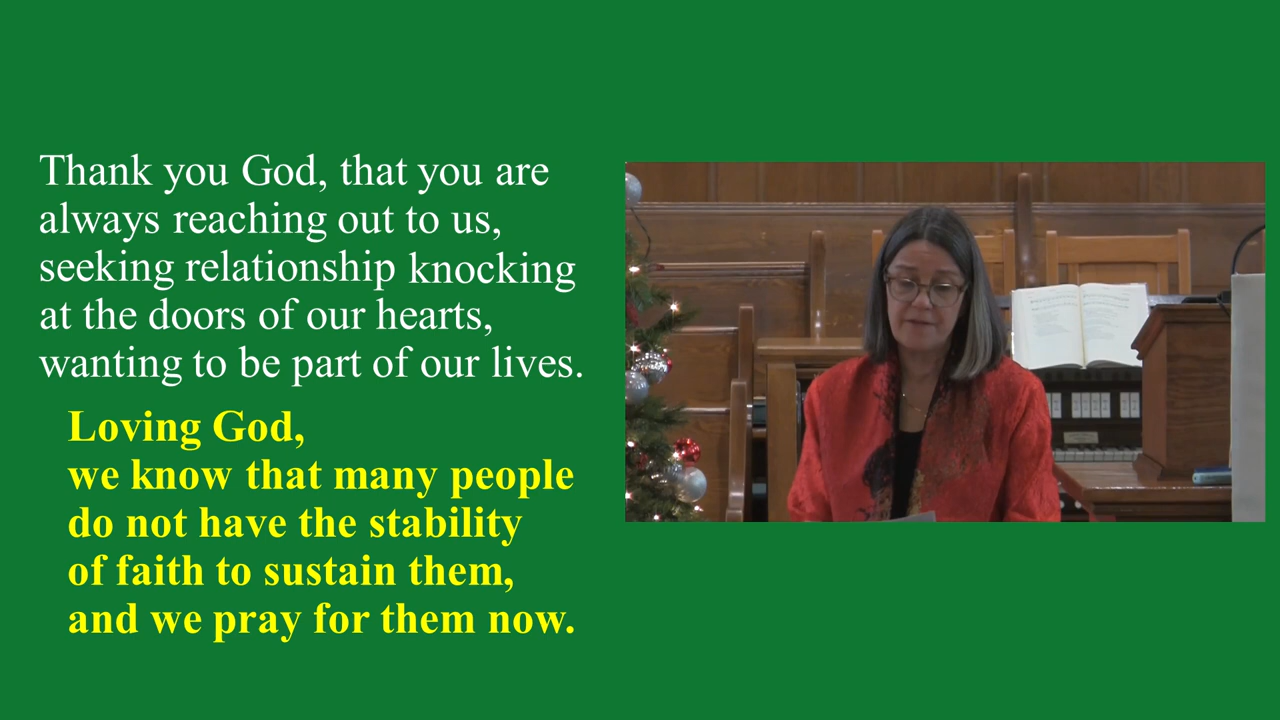 Thank you God, that you are
always reaching out to us,
seeking relationship knocking
at the doors of our hearts,
wanting to be part of our lives.
Loving God,
we know that many people
do not have the stability
of faith to sustain them,
and we pray for them now.